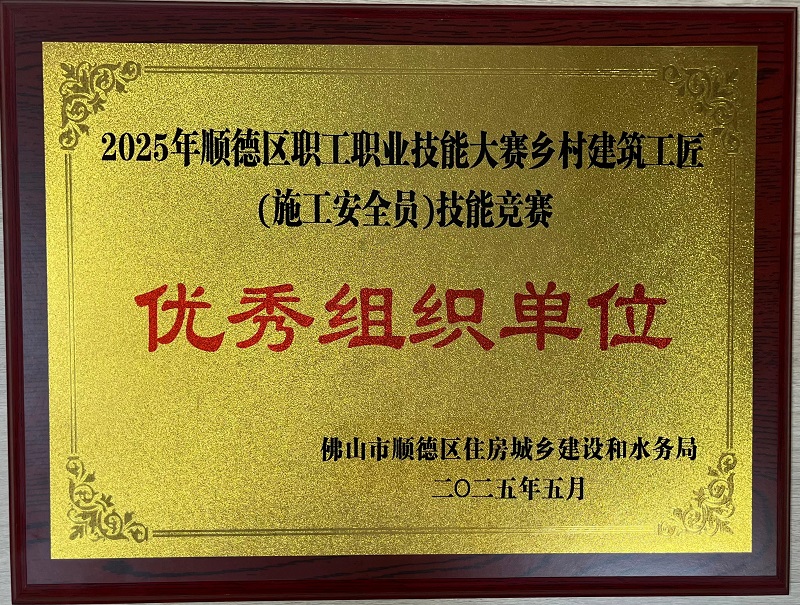 2025年顺德区职工职业技能大赛乡村建筑工匠
(施工安全员)技能竞赛
优秀组织单位
佛山市顺德区住房城乡建设和水务局
二〇二五年五月